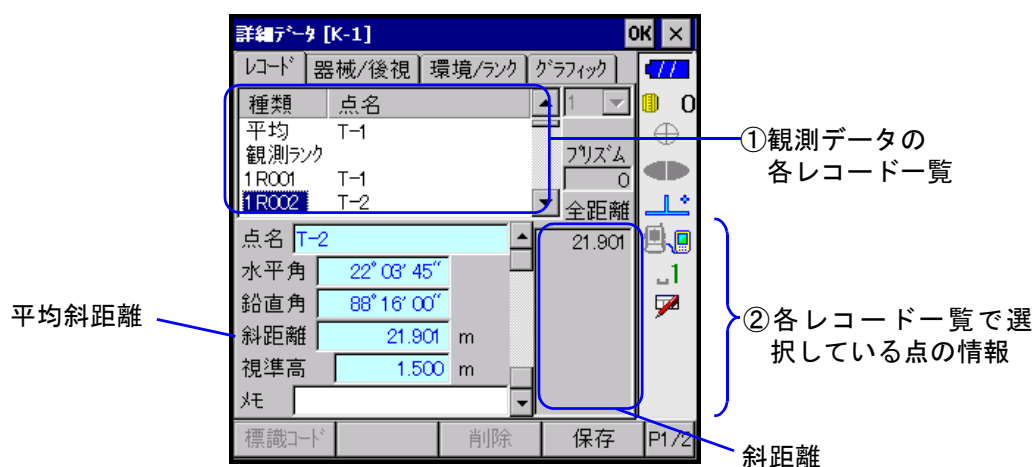 詳細ﾃﾞｰﾀ [K-1] OK ×
ﾚｺｰﾄﾞ 器械/後視 環境/ﾗﾝｸ ｸﾞﾗﾌｨｯｸ
種類 点名 1
0
平均 T-1
観測ﾗﾝｸ
1R001 T-1
1R002 T-2
ﾌﾟﾘｽﾞﾑ
0
全距離
21.901
点名 T-2
水平角 22°03′45″
鉛直角 88°16′00″
斜距離 21.901 m
視準高 1.500 m
ﾒﾓ
␣1
標識ｺｰﾄﾞ 削除 保存 P1/2
①観測データの
各レコード一覧
②各レコード一覧で選
択している点の情報
平均斜距離
斜距離